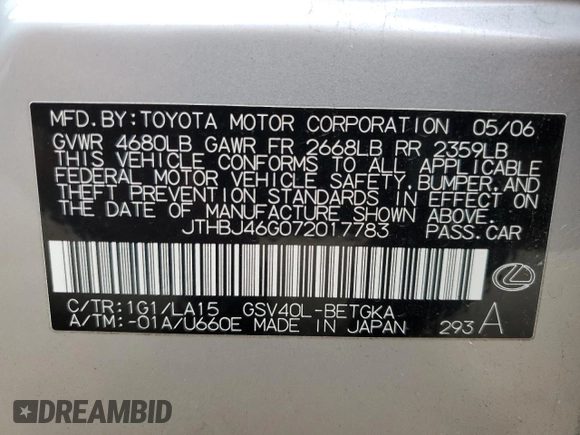 MFD.BY:TOYOTA MOTOR CORPORATION 05/06
GVWR 4680LB GAWR FR 2668LB RR 2359LB
THIS VEHICLE CONFORMS TO ALL APPLICABLE
FEDERAL MOTOR VEHICLE SAFETY,BUMPER,AND
THEFT PREVENTION STANDARDS IN EFFECT ON
THE DATE OF MANUFACTURE SHOWN ABOVE.
JTHBJ46G072017783 PASS.CAR
C/TR:1G1/LA15 GSV40L-BETGKA
A/TM:-01A/U660E MADE IN JAPAN 293 A
DREAMBID